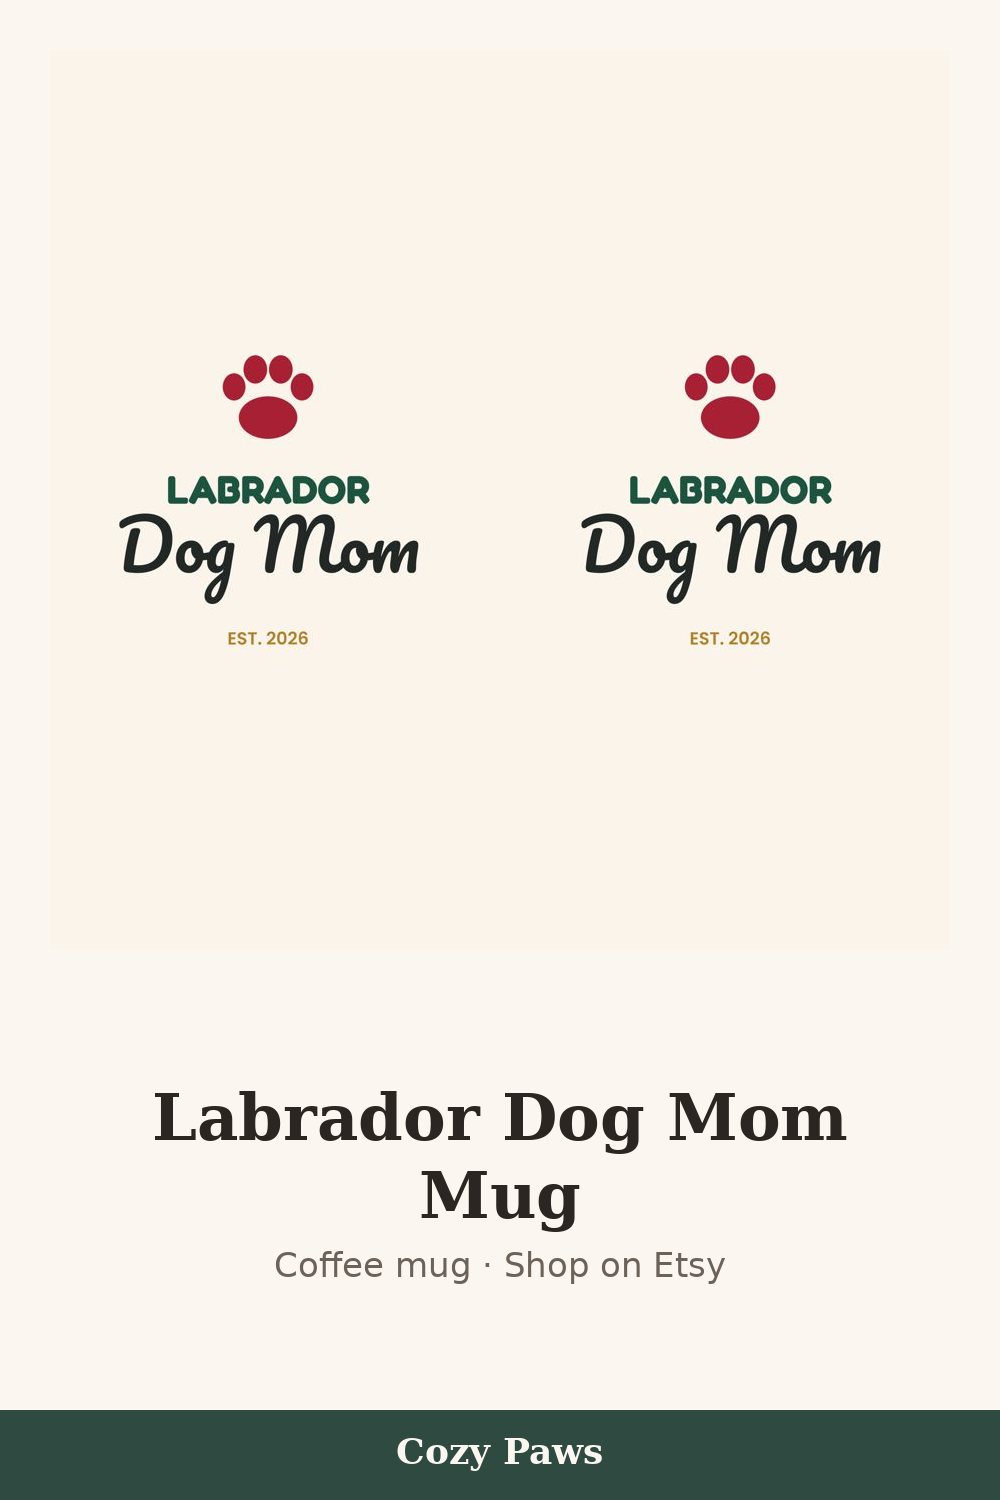 LABRADOR
Dog Mom
EST. 2026
LABRADOR
Dog Mom
EST. 2026
Labrador Dog Mom
Mug
Coffee mug · Shop on Etsy
Cozy Paws